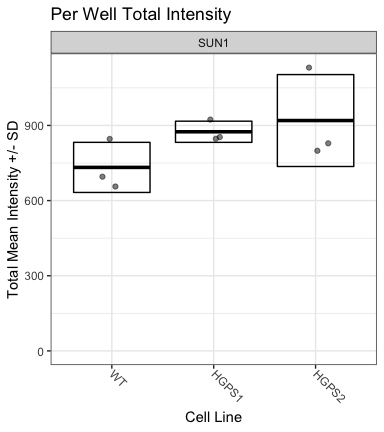 Per Well Total Intensity
SUN1
Total Mean Intensity +/- SD
900
600
300
0
WT
HGPS1
HGPS2
Cell Line